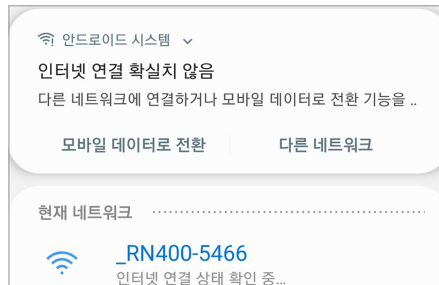 안드로이드 시스템
인터넷 연결 확실치 않음
다른 네트워크에 연결하거나 모바일 데이터로 전환 기능을 ..
모바일 데이터로 전환 다른 네트워크
현재 네트워크
_RN400-5466
인터넷 연결 상태 확인 중...